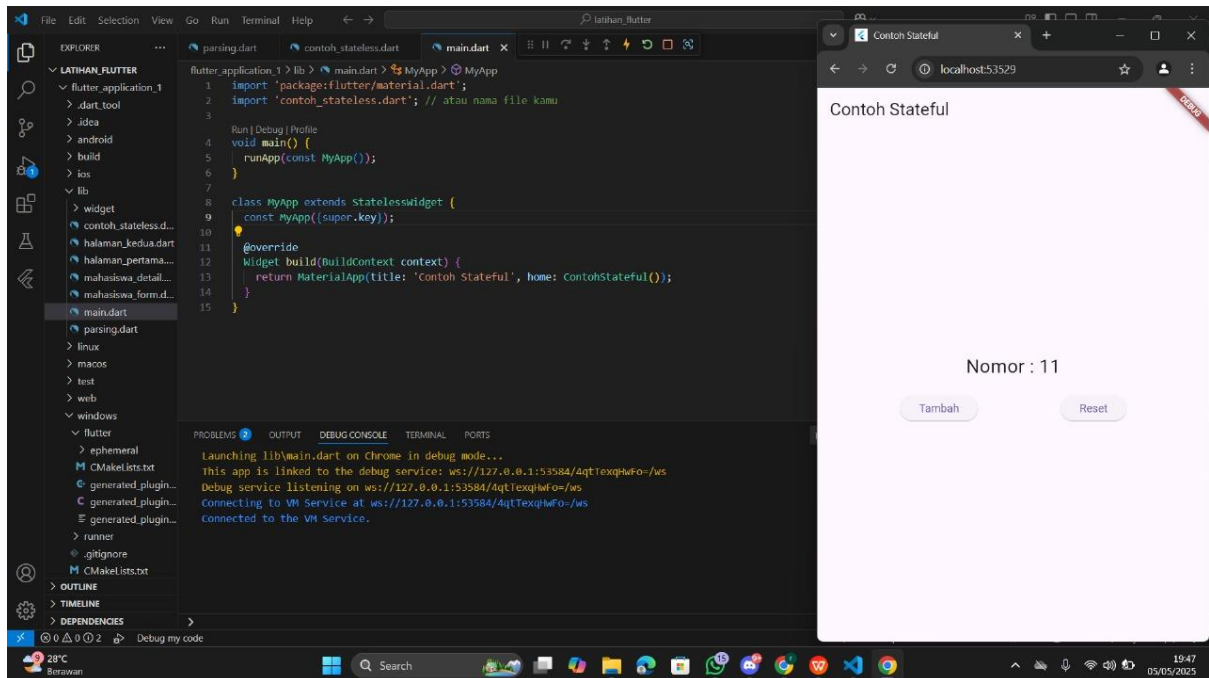 File Edit Selection View Go Run Terminal Help
latihan_flutter
EXPLORER
LATIHAN_FLUTTER
flutter_application_1
.dart_tool
.idea
android
build
ios
lib
widget
contoh_stateless.d...
halaman_kedua.dart
halaman_pertama....
mahasiswa_detail....
mahasiswa_form.d...
main.dart
parsing.dart
linux
macos
test
web
windows
flutter
ephemeral
CMakeLists.txt
generated_plugin...
generated_plugin...
generated_plugin...
runner
.gitignore
CMakeLists.txt
OUTLINE
TIMELINE
DEPENDENCIES
parsing.dart contoh_stateless.dart main.dart
flutter_application_1 > lib > main.dart > MyApp > MyApp
1 import 'package:flutter/material.dart';
2 import 'contoh_stateless.dart'; // atau nama file kamu
3
Run | Debug | Profile
4 void main() {
5 runApp(const MyApp());
6 }
7
8 class MyApp extends StatelessWidget {
9 const MyApp({super.key});
10
11 @override
12 Widget build(BuildContext context) {
13 return MaterialApp(title: 'Contoh Stateful', home: ContohStateful());
14 }
15 }
PROBLEMS 2 OUTPUT DEBUG CONSOLE TERMINAL PORTS
Launching lib\main.dart on Chrome in debug mode...
This app is linked to the debug service: ws://127.0.0.1:53584/4qtTexqHwFo=/ws
Debug service listening on ws://127.0.0.1:53584/4qtTexqHwFo=/ws
Connecting to VM Service at ws://127.0.0.1:53584/4qtTexqHwFo=/ws
Connected to the VM Service.
0 0 2 Debug my code
Contoh Stateful
localhost:53529
Contoh Stateful
DEBUG
Nomor : 11
Tambah Reset
28°C
Berawan
Search
19:47
05/05/2025